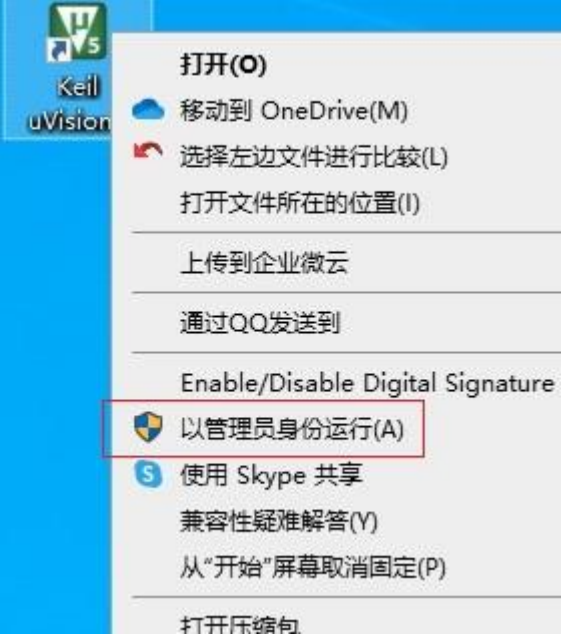 μV5
Keil
uVision
打开(O)
移动到 OneDrive(M)
选择左边文件进行比较(L)
打开文件所在的位置(I)
上传到企业微云
通过QQ发送到
Enable/Disable Digital Signature
以管理员身份运行(A)
S
使用 Skype 共享
兼容性疑难解答(Y)
从“开始”屏幕取消固定(P)
打开压缩包